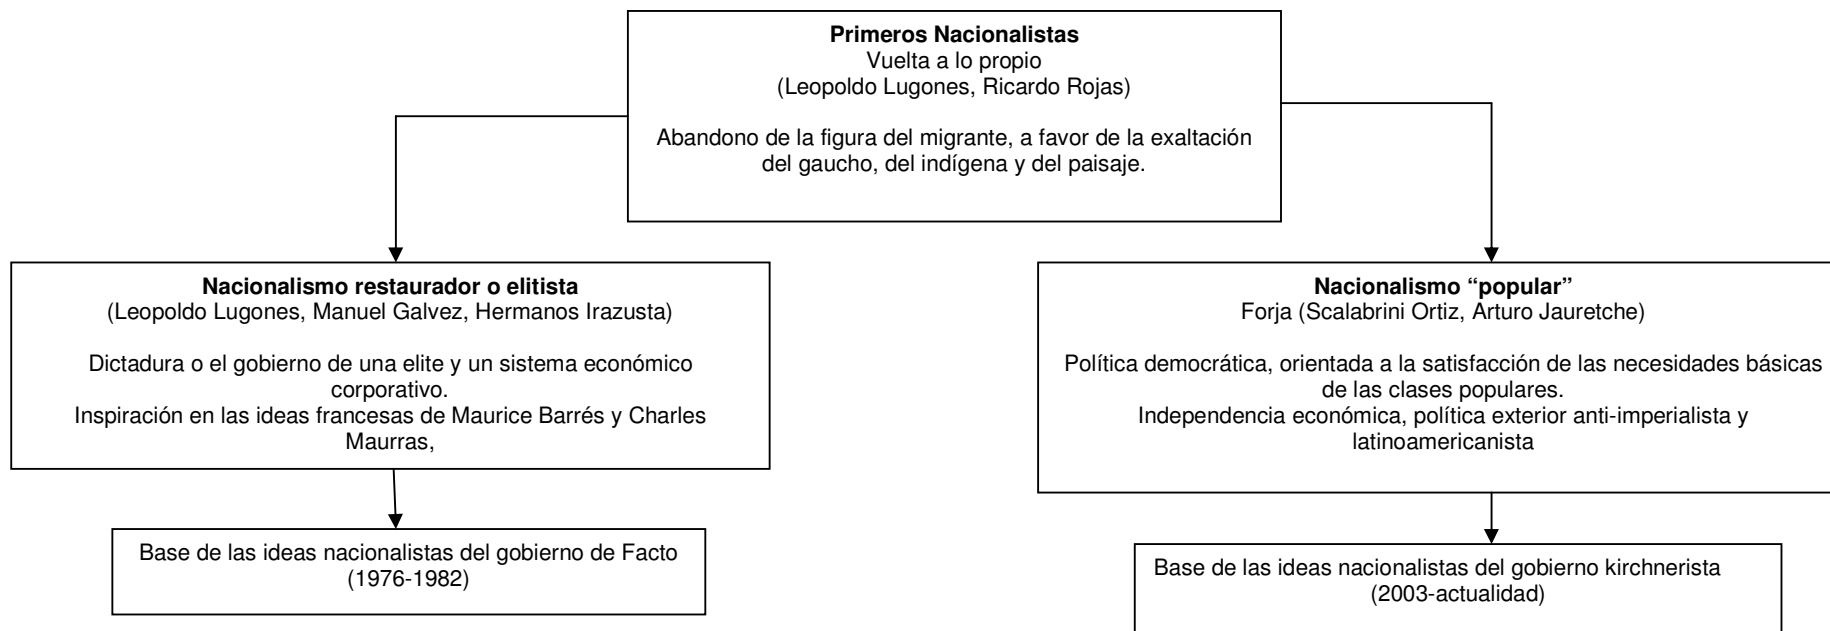 Primeros Nacionalistas
Vuelta a lo propio
(Leopoldo Lugones, Ricardo Rojas)
Abandono de la figura del migrante, a favor de la exaltación
del gaucho, del indígena y del paisaje.
Nacionalismo restaurador o elitista
(Leopoldo Lugones, Manuel Galvez, Hermanos Irazusta)
Dictadura o el gobierno de una elite y un sistema económico
corporativo.
Inspiración en las ideas francesas de Maurice Barrés y Charles
Maurras,
Base de las ideas nacionalistas del gobierno de Facto
(1976-1982)
Nacionalismo “popular”
Forja (Scalabrini Ortiz, Arturo Jauretche)
Política democrática, orientada a la satisfacción de las necesidades básicas
de las clases populares.
Independencia económica, política exterior anti-imperialista y
latinoamericanista
Base de las ideas nacionalistas del gobierno kirchnerista
(2003-actualidad)